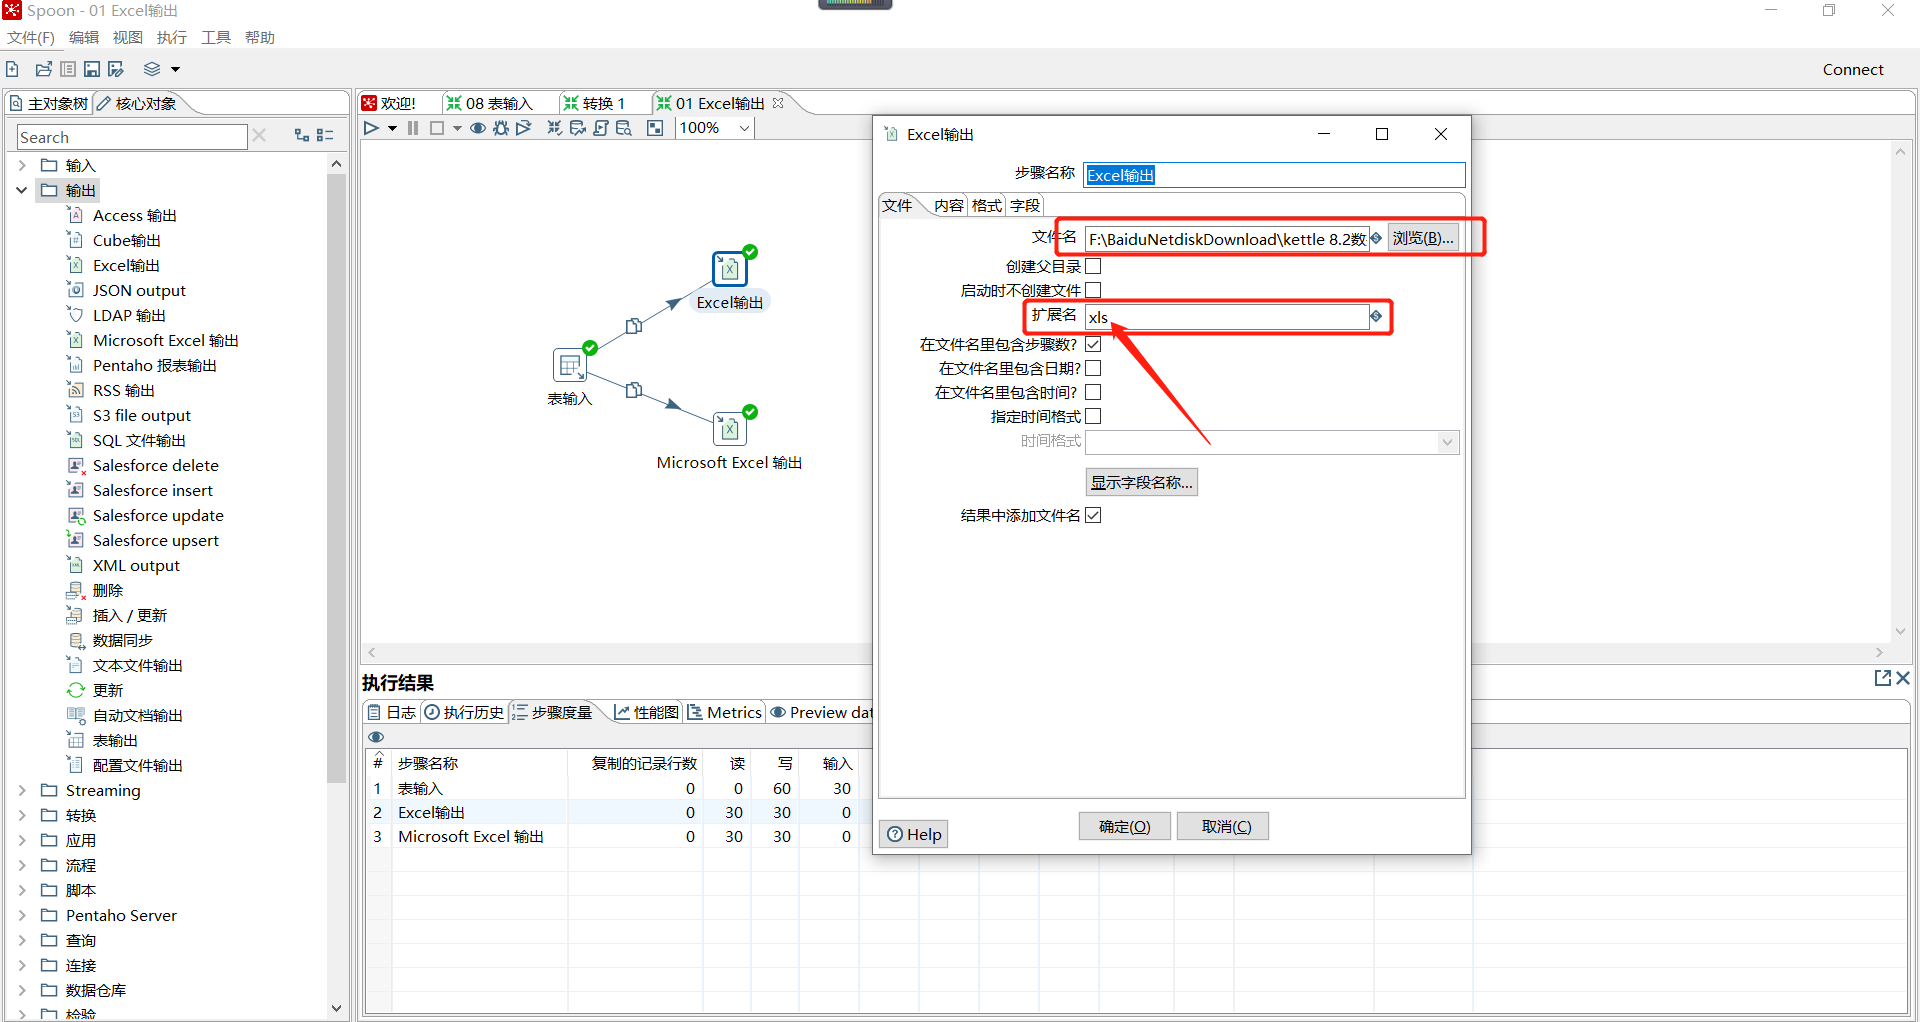 Spoon - 01 Excel输出
文件(F) 编辑 视图 执行 工具 帮助
Connect
主对象树 核心对象
Search
输入
输出
Access 输出
Cube输出
Excel输出
JSON output
LDAP 输出
Microsoft Excel 输出
Pentaho 报表输出
RSS 输出
S3 file output
SQL 文件输出
Salesforce delete
Salesforce insert
Salesforce update
Salesforce upsert
XML output
删除
插入 / 更新
数据同步
文本文件输出
更新
自动文档输出
表输出
配置文件输出
Streaming
转换
应用
流程
脚本
Pentaho Server
查询
连接
数据仓库
检验
欢迎! 08 表输入 转换 1 01 Excel输出
100%
Excel输出
表输入
Microsoft Excel 输出
执行结果
日志 执行历史 步骤度量 性能图 Metrics Preview dat
# 步骤名称 复制的记录行数 读 写 输入
1 表输入 0 0 60 30
2 Excel输出 0 30 30 0
3 Microsoft Excel 输出 0 30 30 0
Excel输出
步骤名称 Excel输出
文件 内容 格式 字段
文件名 F:\BaiduNetdiskDownload\kettle 8.2数 浏览(B)...
创建父目录
启动时不创建文件
扩展名 xls
在文件名里包含步骤数?
在文件名里包含日期?
在文件名里包含时间?
指定时间格式
时间格式
显示字段名称...
结果中添加文件名
Help 确定(O) 取消(C)